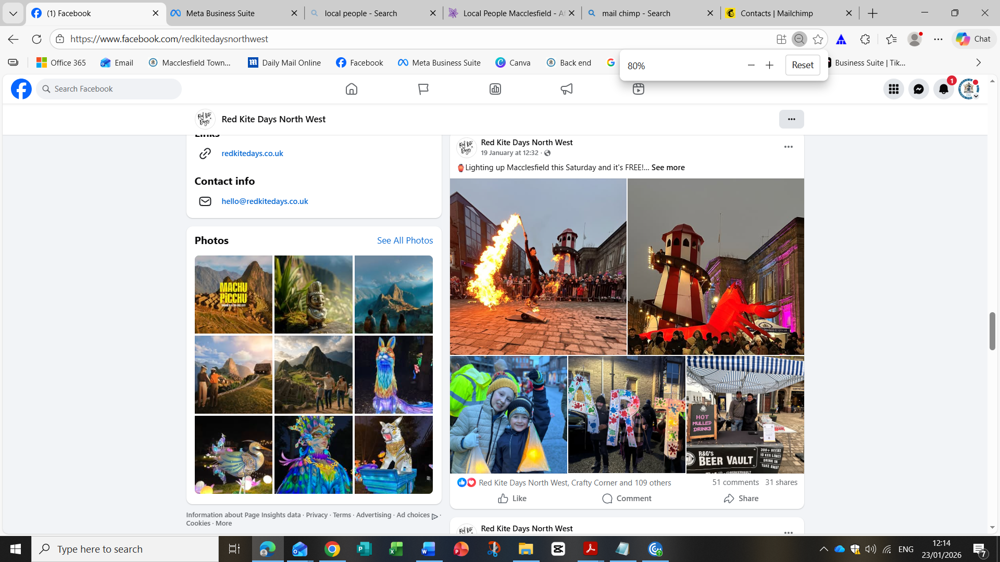 (1) Facebook
Meta Business Suite
local people - Search
Local People Macclesfield - A
mail chimp - Search
Contacts | Mailchimp
https://www.facebook.com/redkitedaysnorthwest
Chat
Office 365
Email
Macclesfield Town...
Daily Mail Online
Facebook
Meta Business Suite
Canva
Back end
80%
Reset
Business Suite | Tik...
Search Facebook
1
Red Kite Days North West
Links
redkitedays.co.uk
Contact info
hello@redkitedays.co.uk
Photos
See All Photos
MACHU
PICCHU
Information about Page Insights data · Privacy · Terms · Advertising · Ad choices ·
Cookies · More
Red Kite Days North West
19 January at 12:32 ·
Lighting up Macclesfield this Saturday and it's FREE!... See more
ART
HOT
MULLED
DRINKS
R&G'S
BEER VAULT
300+ BEERS
10 KEG LINES
DRINK IN
TAKE AWAY
Red Kite Days North West, Crafty Corner and 109 others
51 comments 31 shares
Like
Comment
Share
Red Kite Days North West
Type here to search
ENG
12:14
23/01/2026
7